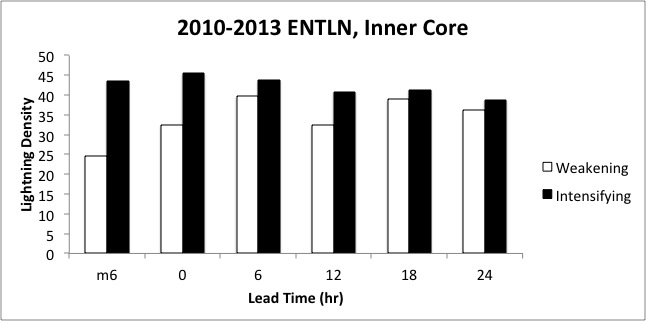 2010-2013 ENTLN, Inner Core
50
45
40
35
30
25
20
15
10
5
0
Lightning Density
m6 0 6 12 18 24
Lead Time (hr)
Weakening
Intensifying